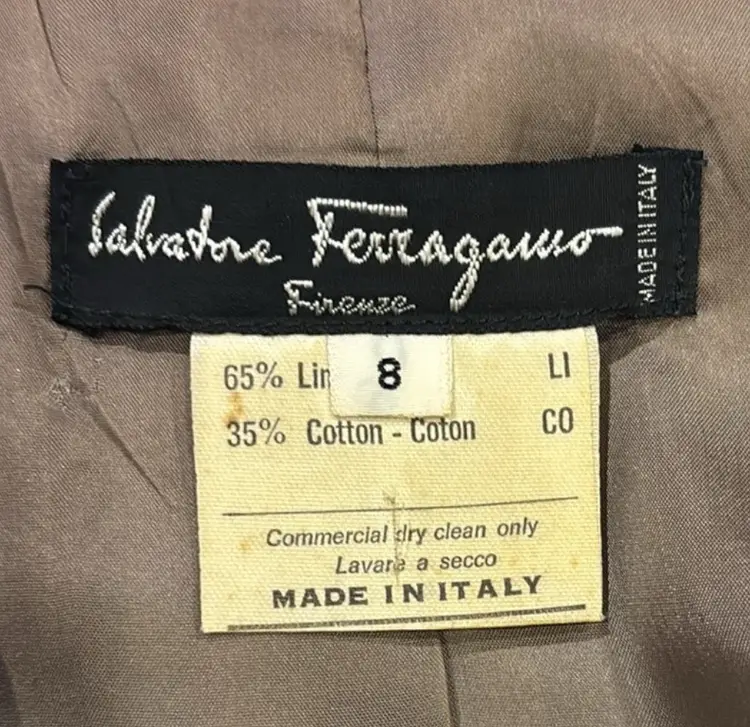 Salvatore Ferragamo
Firenze
MADE IN ITALY
8
65% Lin LI
35% Cotton - Coton CO
Commercial dry clean only
Lavare a secco
MADE IN ITALY